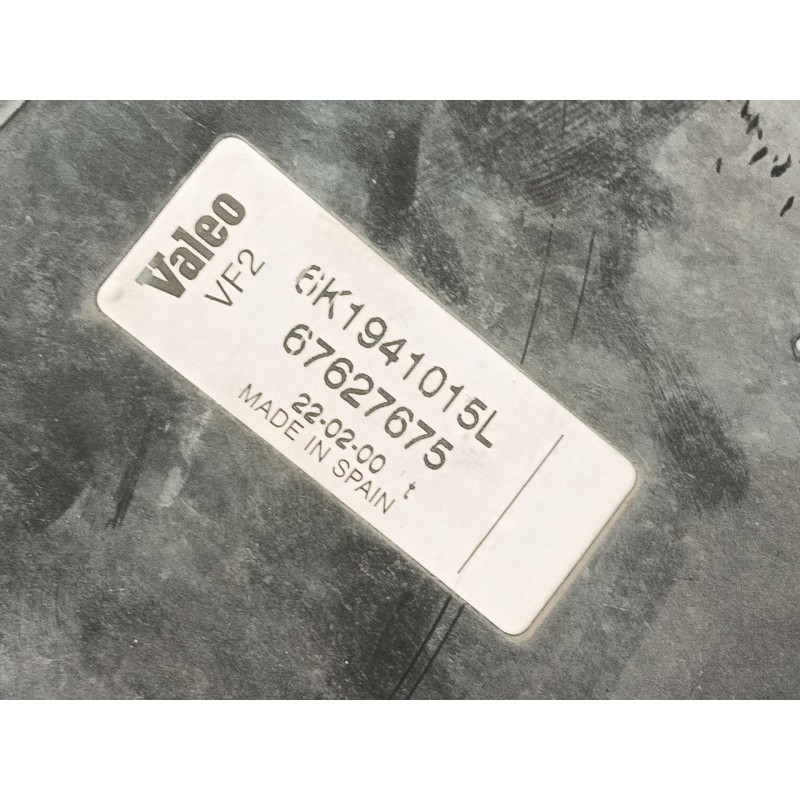 Valeo
VF2
6K1941015L
67627675
22-02-00 t
MADE IN SPAIN